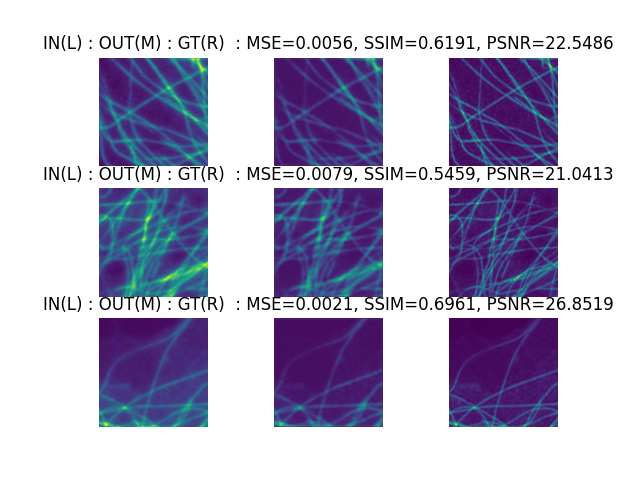 IN(L) : OUT(M) : GT(R)  : MSE=0.0056, SSIM=0.6191, PSNR=22.5486
IN(L) : OUT(M) : GT(R)  : MSE=0.0079, SSIM=0.5459, PSNR=21.0413
IN(L) : OUT(M) : GT(R)  : MSE=0.0021, SSIM=0.6961, PSNR=26.8519